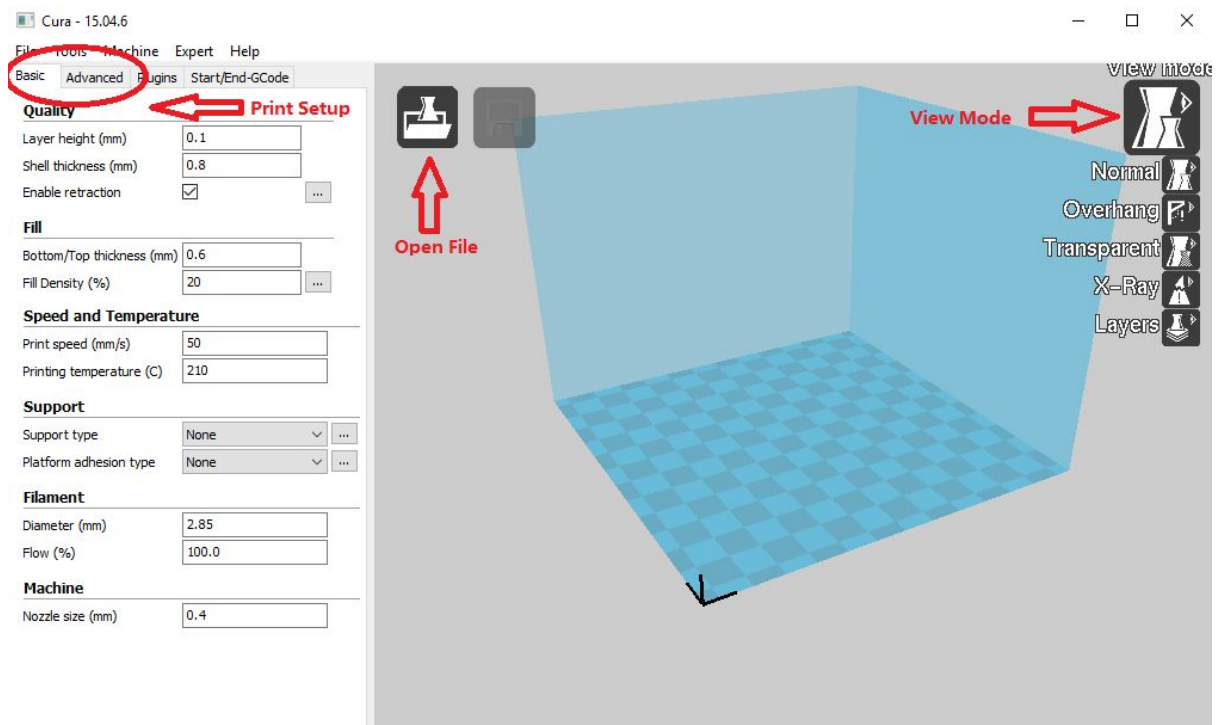 Cura - 15.04.6
File Tools Machine Expert Help
Basic Advanced Plugins Start/End-GCode
Quality
Print Setup
Layer height (mm) 0.1
Shell thickness (mm) 0.8
Enable retraction ...
Fill
Bottom/Top thickness (mm) 0.6
Fill Density (%) 20 ...
Speed and Temperature
Print speed (mm/s) 50
Printing temperature (C) 210
Support
Support type None ...
Platform adhesion type None ...
Filament
Diameter (mm) 2.85
Flow (%) 100.0
Machine
Nozzle size (mm) 0.4
Open File
View mode
View Mode
Normal
Overhang
Transparent
X-Ray
Layers